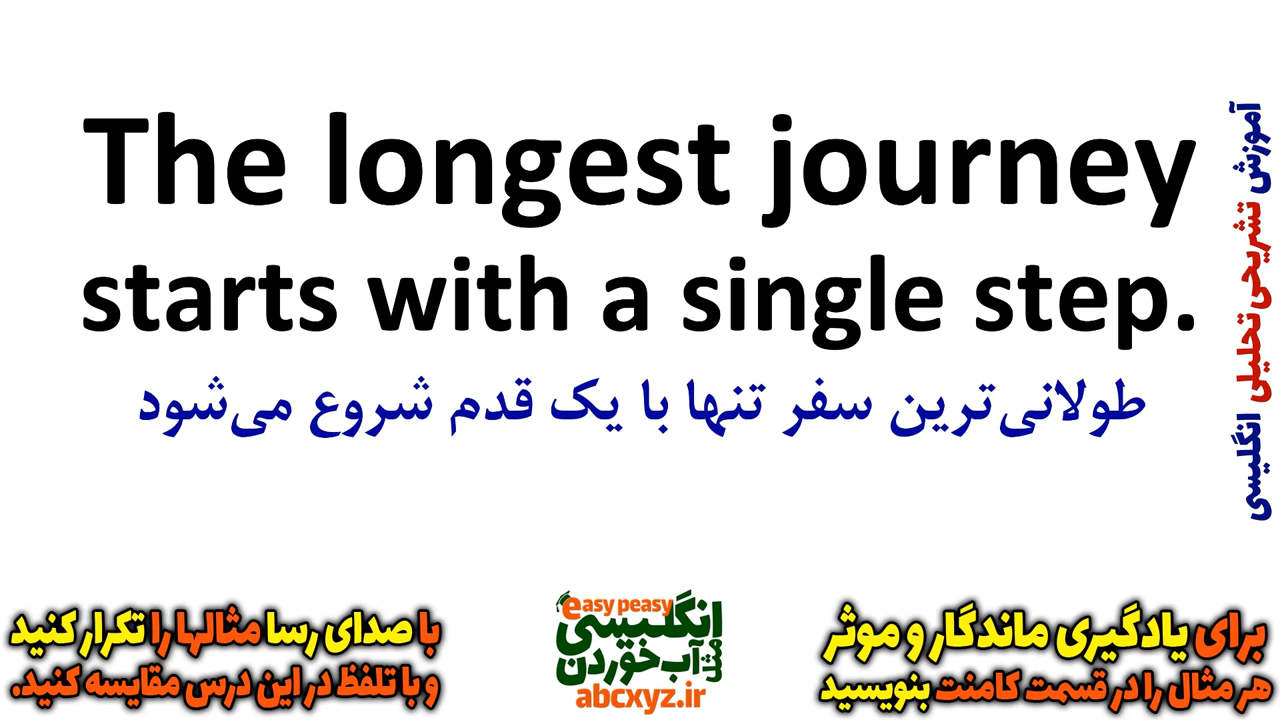 The longest journey
starts with a single step.
طولانی‌ترین سفر تنها با یک قدم شروع می‌شود
آموزش تشریحی تحلیلی انگلیسی
برای یادگیری ماندگار و موثر
هر مثال را در قسمت کامنت بنویسید
easy peasy
انگلیسی
مثل آب خوردن
abcxyz.ir
با صدای رسا مثالها را تکرار کنید
و با تلفظ در این درس مقایسه کنید.